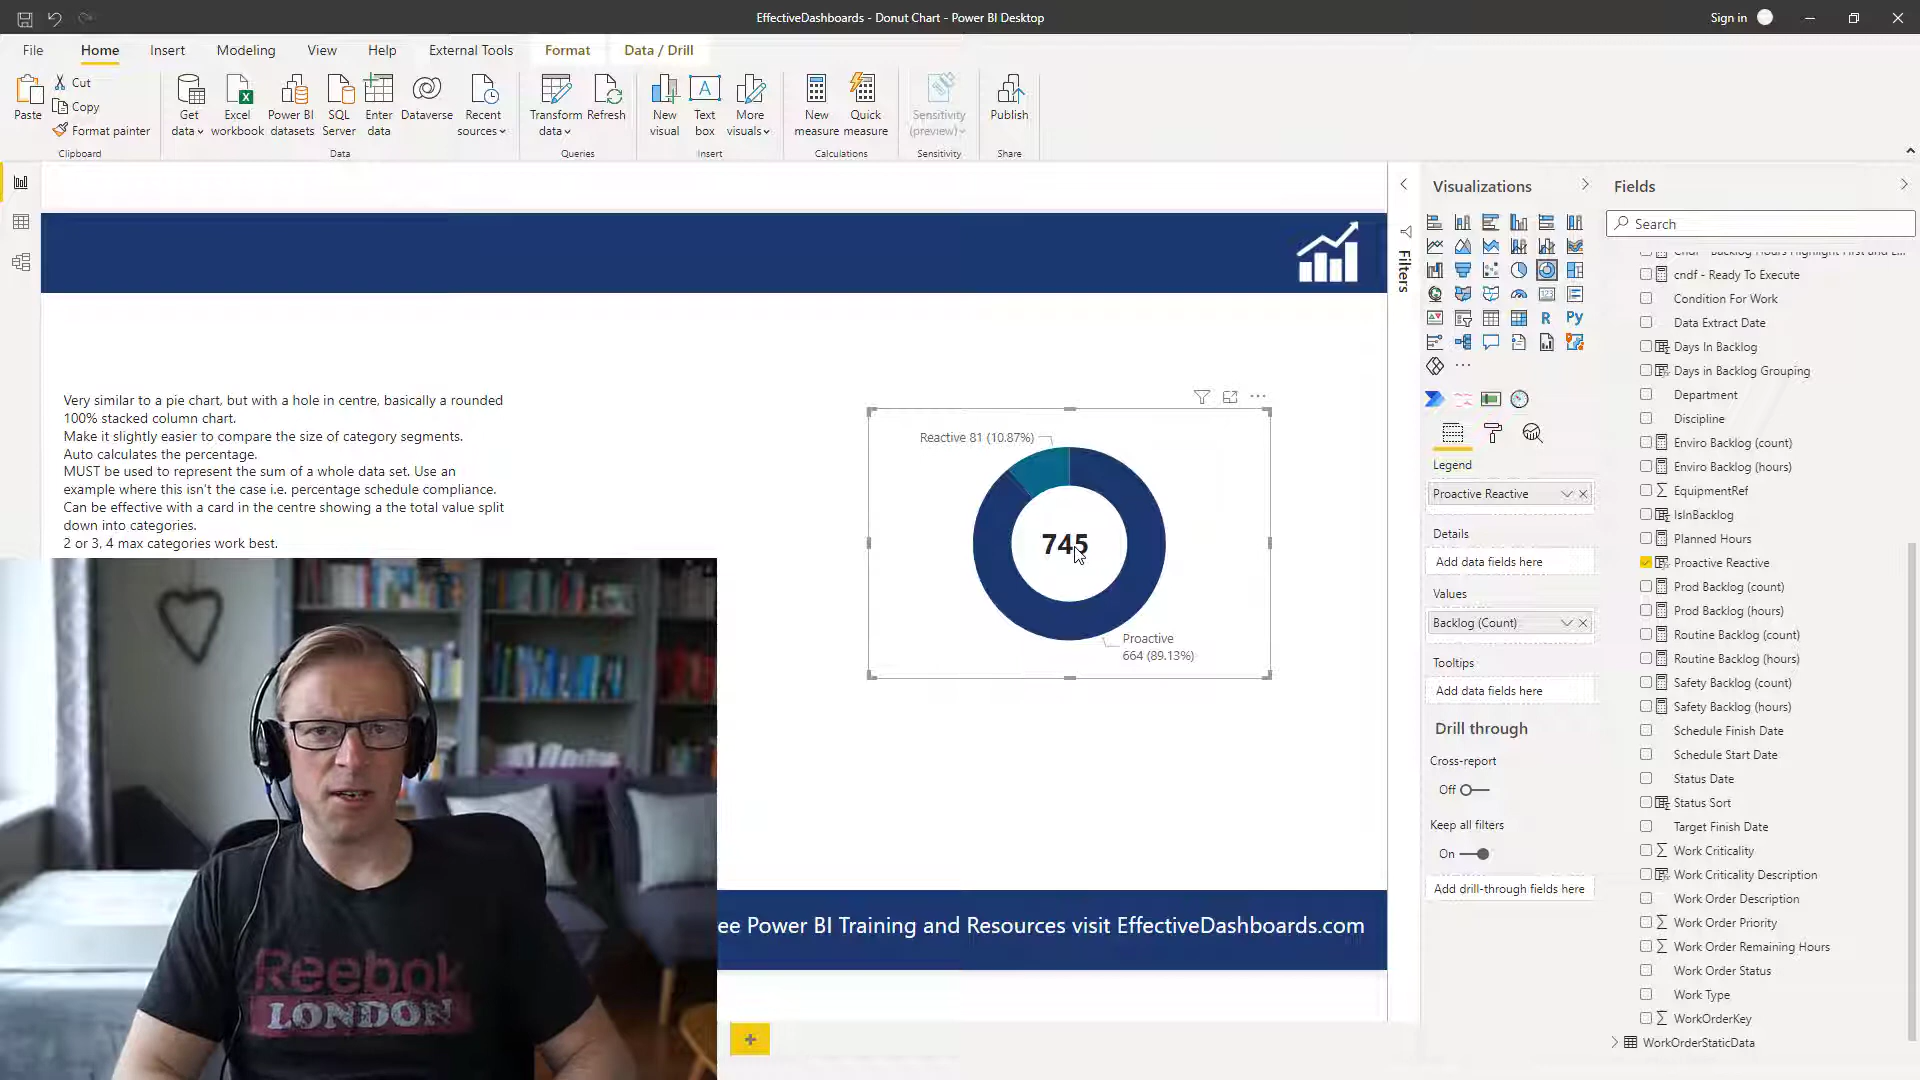 EffectiveDashboards - Donut Chart - Power BI Desktop
Sign in
File Home Insert Modeling View Help External Tools Format Data / Drill
Paste
Cut
Copy
Format painter
Clipboard
Get data
Excel workbook
Power BI datasets
SQL Server
Enter data
Dataverse
Recent sources
Data
Transform data
Refresh
Queries
New visual
Text box
More visuals
Insert
New measure
Quick measure
Calculations
Sensitivity (preview)
Sensitivity
Publish
Share
Very similar to a pie chart, but with a hole in centre, basically a rounded
100% stacked column chart.
Make it slightly easier to compare the size of category segments.
Auto calculates the percentage.
MUST be used to represent the sum of a whole data set. Use an
example where this isn't the case i.e. percentage schedule compliance.
Can be effective with a card in the centre showing a the total value split
down into categories.
2 or 3, 4 max categories work best.
Reactive 81 (10.87%)
745
Proactive
664 (89.13%)
Reebok
LONDON
ee Power BI Training and Resources visit EffectiveDashboards.com
Filters
Visualizations
R
Py
Legend
Proactive Reactive
Details
Add data fields here
Values
Backlog (Count)
Tooltips
Add data fields here
Drill through
Cross-report
Off
Keep all filters
On
Add drill-through fields here
Fields
Search
cndf - Ready To Execute
Condition For Work
Data Extract Date
Days In Backlog
Days in Backlog Grouping
Department
Discipline
Enviro Backlog (count)
Enviro Backlog (hours)
EquipmentRef
IsInBacklog
Planned Hours
Proactive Reactive
Prod Backlog (count)
Prod Backlog (hours)
Routine Backlog (count)
Routine Backlog (hours)
Safety Backlog (count)
Safety Backlog (hours)
Schedule Finish Date
Schedule Start Date
Status Date
Status Sort
Target Finish Date
Work Criticality
Work Criticality Description
Work Order Description
Work Order Priority
Work Order Remaining Hours
Work Order Status
Work Type
WorkOrderKey
WorkOrderStaticData